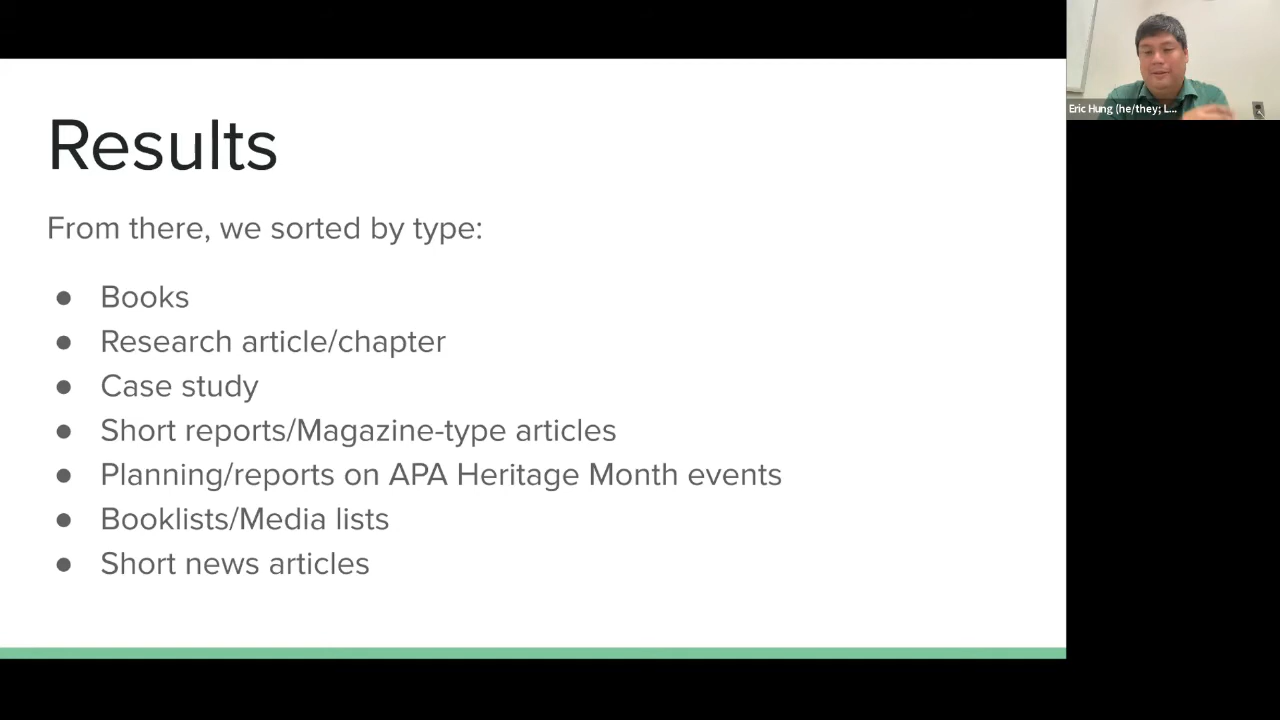 Results
From there, we sorted by type:
● Books
● Research article/chapter
● Case study
● Short reports/Magazine-type articles
● Planning/reports on APA Heritage Month events
● Booklists/Media lists
● Short news articles
Eric Hung (he/they; L...